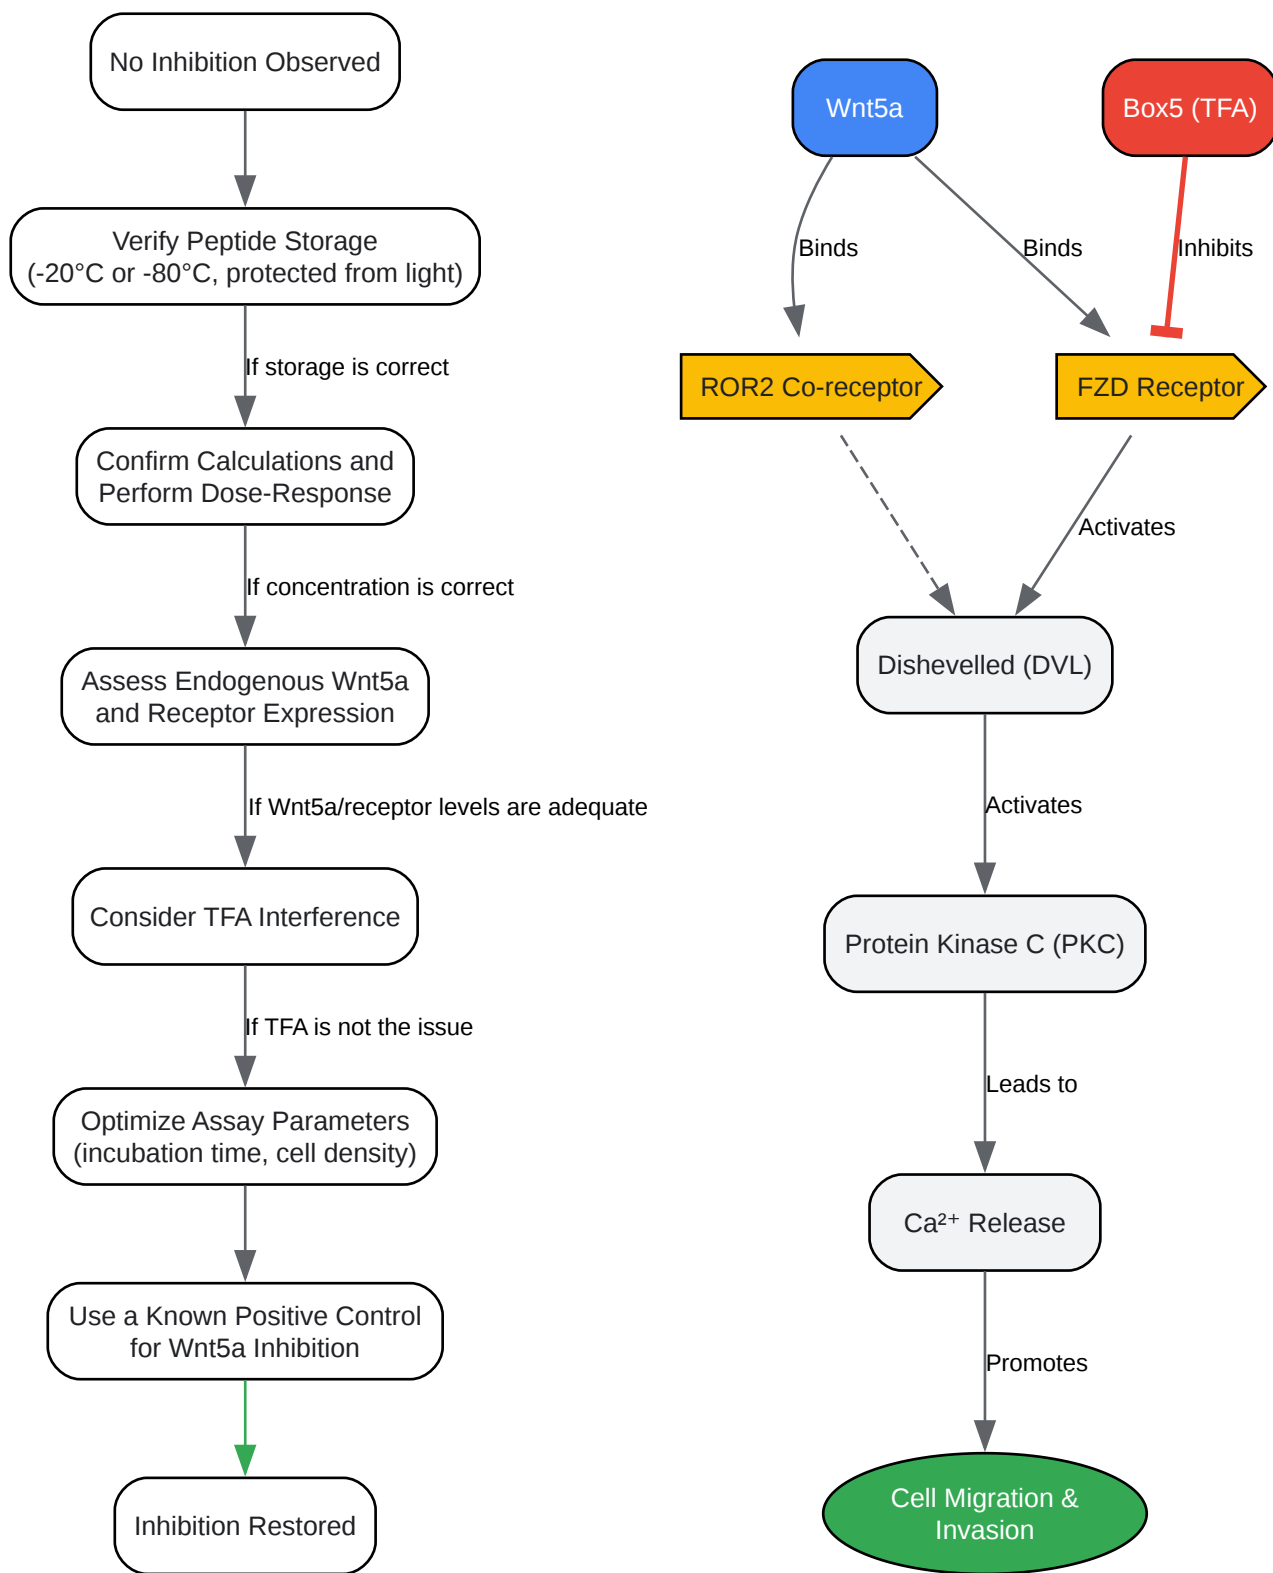 No Inhibition Observed
Verify Peptide Storage
(-20°C or -80°C, protected from light)
If storage is correct
Confirm Calculations and
Perform Dose-Response
If concentration is correct
Assess Endogenous Wnt5a
and Receptor Expression
If Wnt5a/receptor levels are adequate
Consider TFA Interference
If TFA is not the issue
Optimize Assay Parameters
(incubation time, cell density)
Use a Known Positive Control
for Wnt5a Inhibition
Inhibition Restored
Wnt5a
Box5 (TFA)
Binds
Binds
Inhibits
ROR2 Co-receptor
FZD Receptor
Activates
Dishevelled (DVL)
Activates
Protein Kinase C (PKC)
Leads to
Ca²⁺ Release
Promotes
Cell Migration &
Invasion